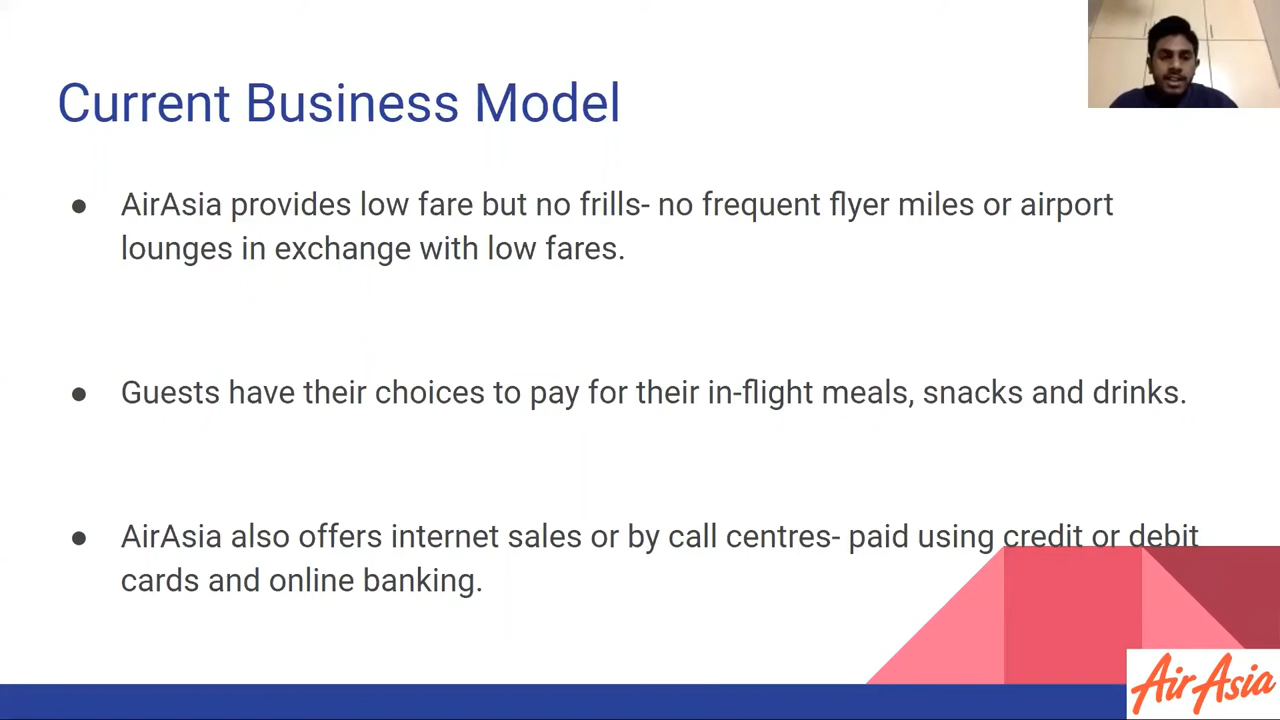 Current Business Model
● AirAsia provides low fare but no frills- no frequent flyer miles or airport
lounges in exchange with low fares.
● Guests have their choices to pay for their in-flight meals, snacks and drinks.
● AirAsia also offers internet sales or by call centres- paid using credit or debit
cards and online banking.
AirAsia